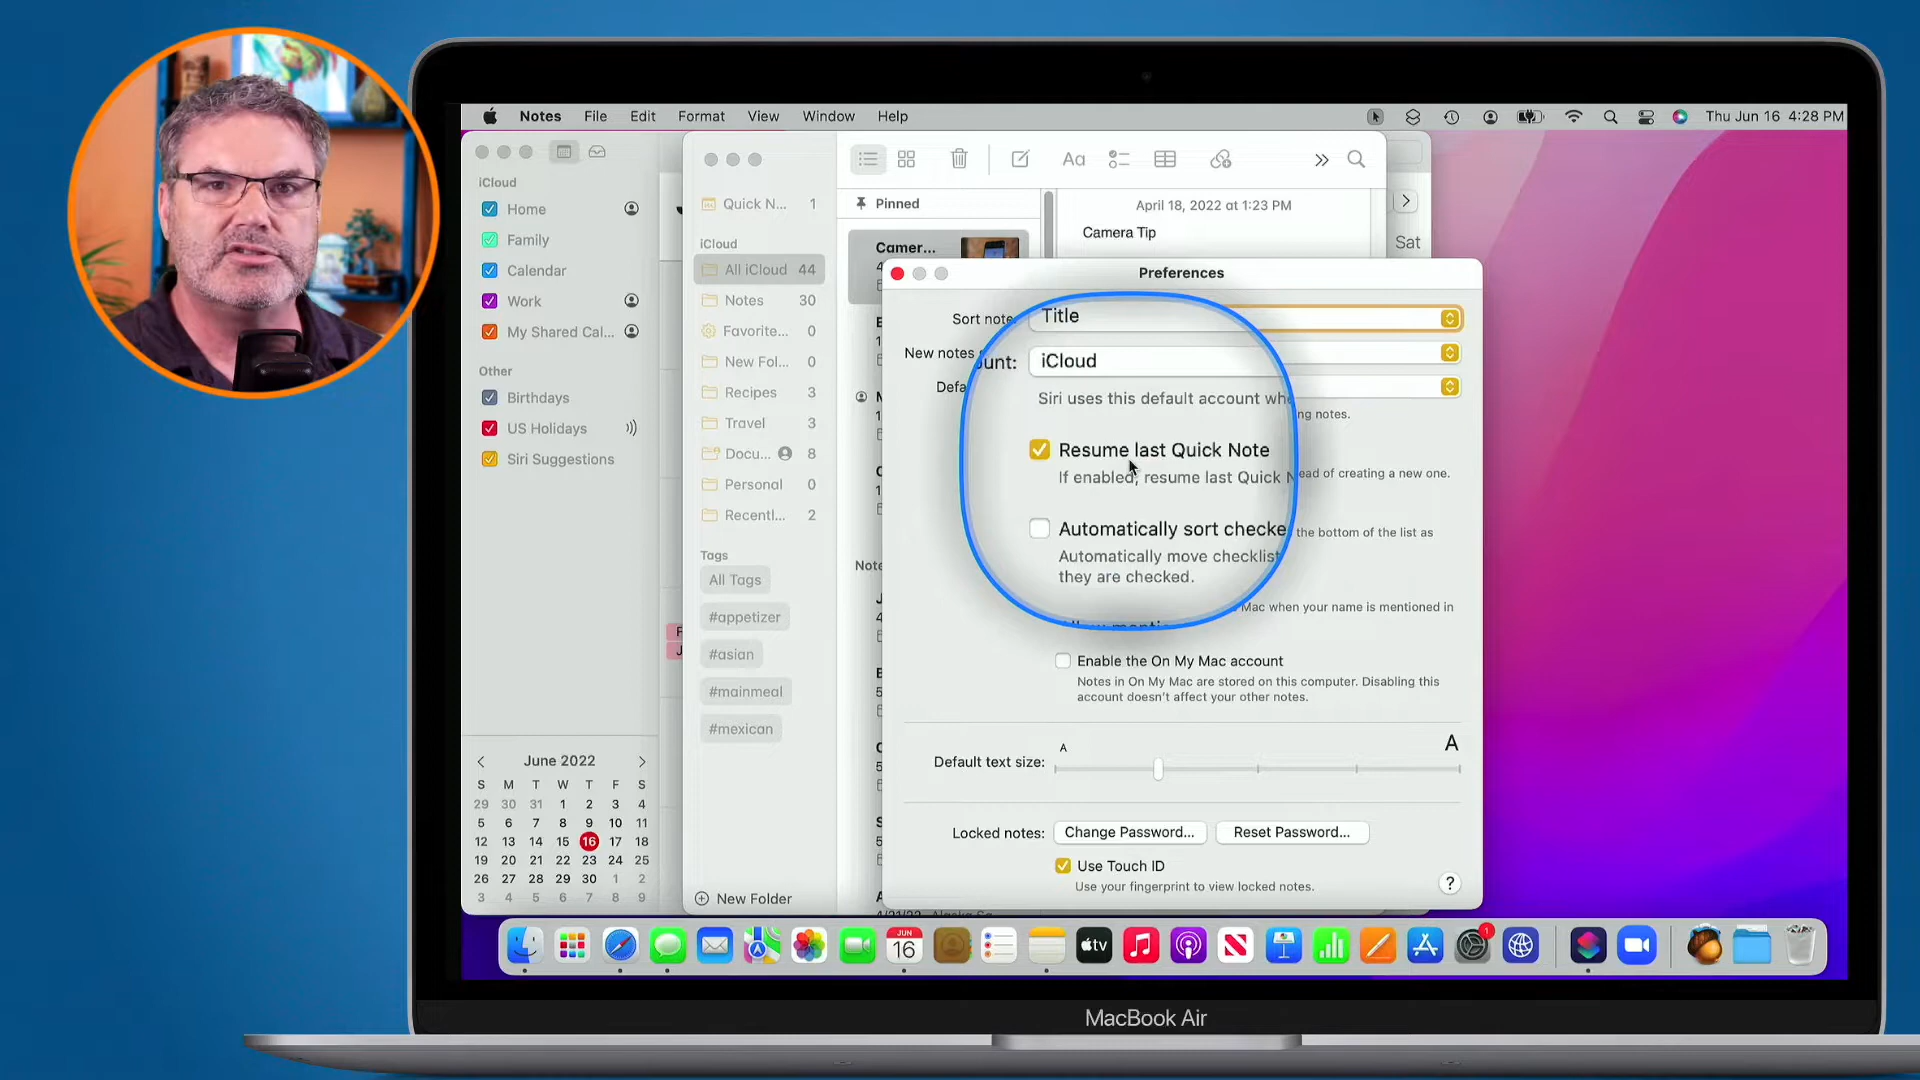 Notes File Edit Format View Window Help
Thu Jun 16 4:28 PM
iCloud
Home
Family
Calendar
Work
My Shared Cal...
Other
Birthdays
US Holidays
Siri Suggestions
June 2022
S M T W T F S
29 30 31 1 2 3 4
5 6 7 8 9 10 11
12 13 14 15 16 17 18
19 20 21 22 23 24 25
26 27 28 29 30 1 2
3 4 5 6 7 8 9
Quick N... 1
iCloud
All iCloud 44
Notes 30
Favorite... 0
New Fol... 0
Recipes 3
Travel 3
Docu... 8
Personal 0
Recentl... 2
Tags
All Tags
#appetizer
#asian
#mainmeal
#mexican
New Folder
Aa
Pinned
Camer...
April 18, 2022 at 1:23 PM
Camera Tip
Sat
Preferences
Sort note
Title
New notes
unt: iCloud
Defa
Siri uses this default account whe
ng notes.
Resume last Quick Note
If enabled, resume last Quick N
ead of creating a new one.
Automatically sort checke
Automatically move checklist
the bottom of the list as
they are checked.
Mac when your name is mentioned in
Enable the On My Mac account
Notes in On My Mac are stored on this computer. Disabling this
account doesn't affect your other notes.
A A
Default text size:
Locked notes: Change Password... Reset Password...
Use Touch ID
Use your fingerprint to view locked notes.
?
JUN
16
tv
1
MacBook Air